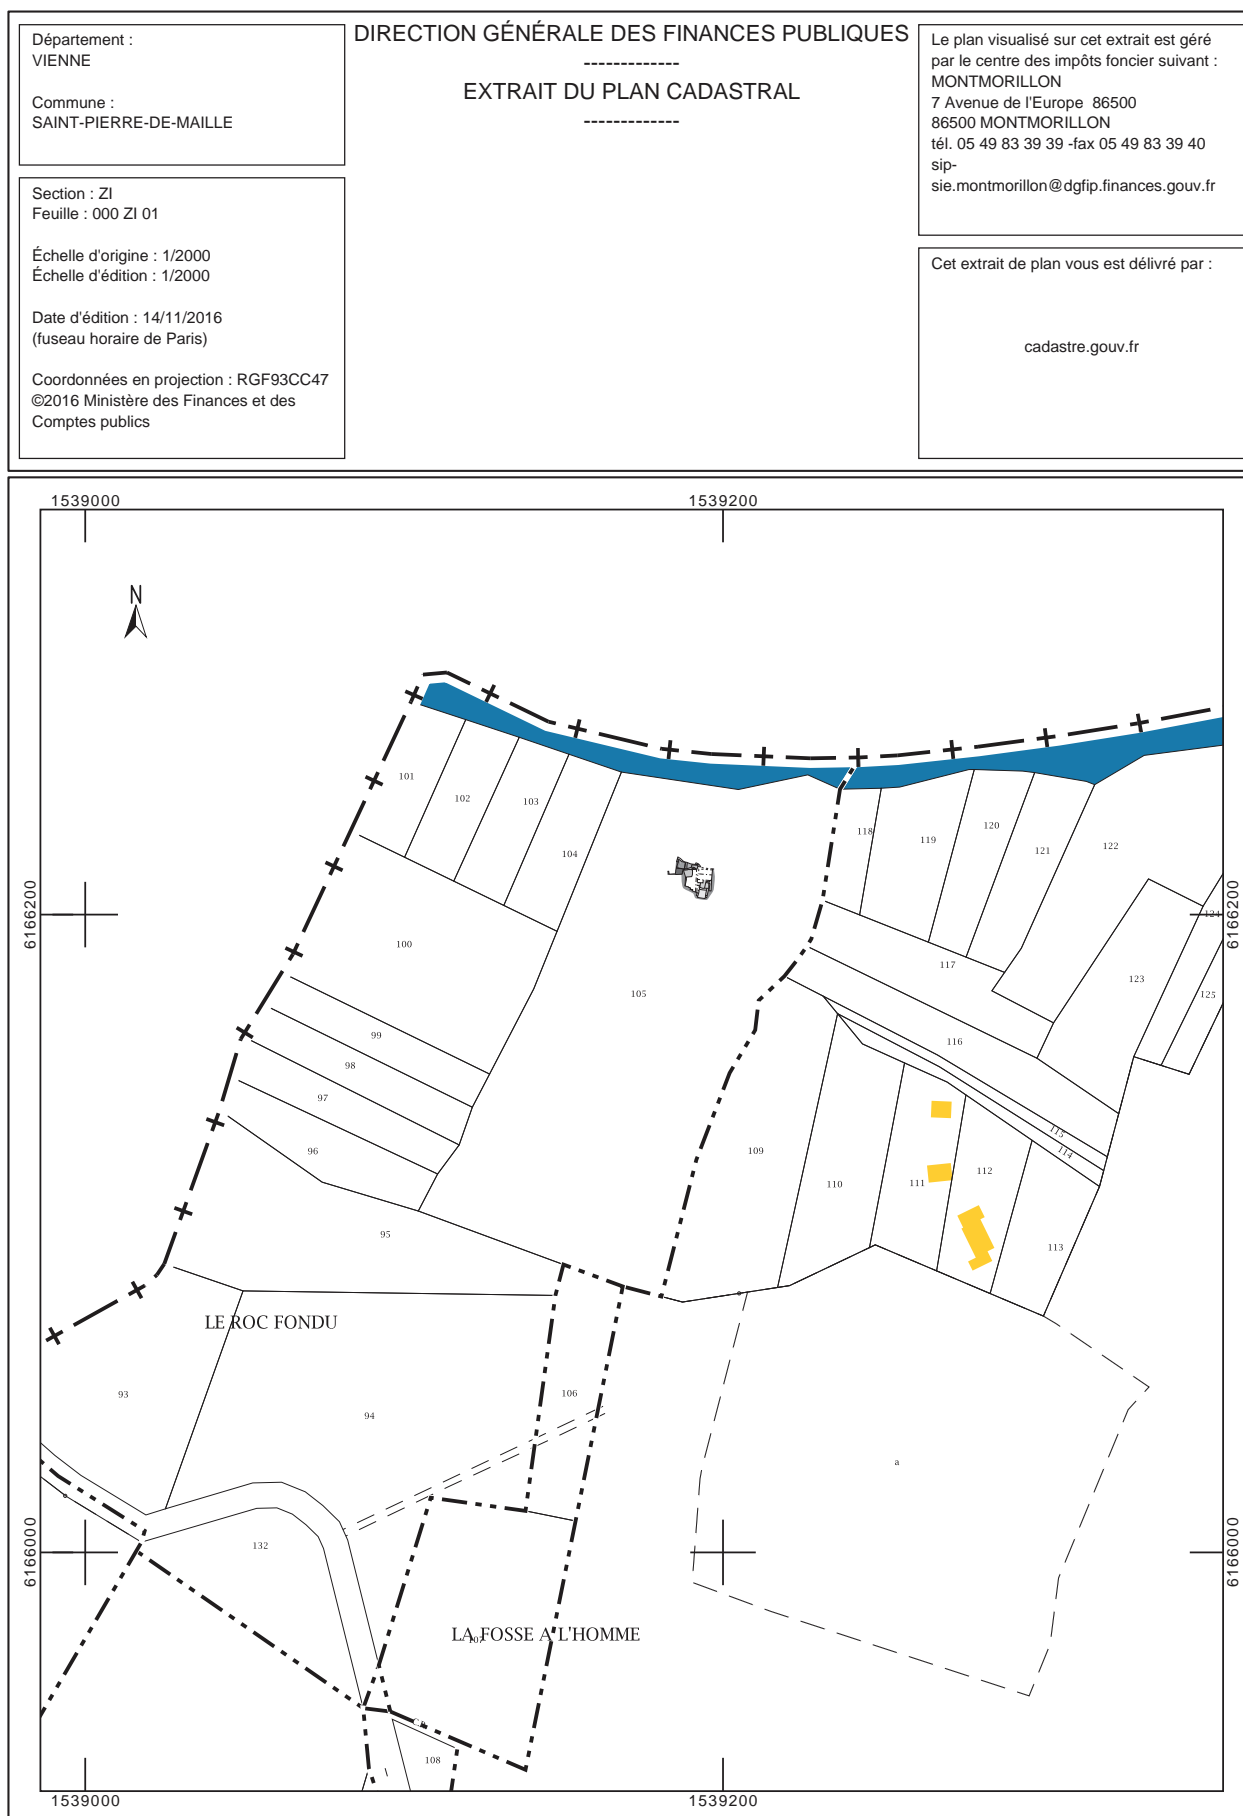 Département :
VIENNE
Commune :
SAINT-PIERRE-DE-MAILLE
Section : ZI
Feuille : 000 ZI 01
Échelle d'origine : 1/2000
Échelle d'édition : 1/2000
Date d'édition : 14/11/2016
(fuseau horaire de Paris)
Coordonnées en projection : RGF93CC47
©2016 Ministère des Finances et des
Comptes publics
DIRECTION GÉNÉRALE DES FINANCES PUBLIQUES
-------------
EXTRAIT DU PLAN CADASTRAL
-------------
Le plan visualisé sur cet extrait est géré
par le centre des impôts foncier suivant :
MONTMORILLON
7 Avenue de l'Europe 86500
86500 MONTMORILLON
tél. 05 49 83 39 39 -fax 05 49 83 39 40
sip-
sie.montmorillon@dgfip.finances.gouv.fr
Cet extrait de plan vous est délivré par :
cadastre.gouv.fr
1539000
1539200
N
101
102
103
104
118
119
120
121
122
6166200
6166200
124
100
117
105
123
125
99
116
98
97
115
96
109
114
110
111
112
95
113
LE ROC FONDU
93
94
106
a
6166000
6166000
132
LA FOSSE A L'HOMME
107
C.R.
108
1539000
1539200